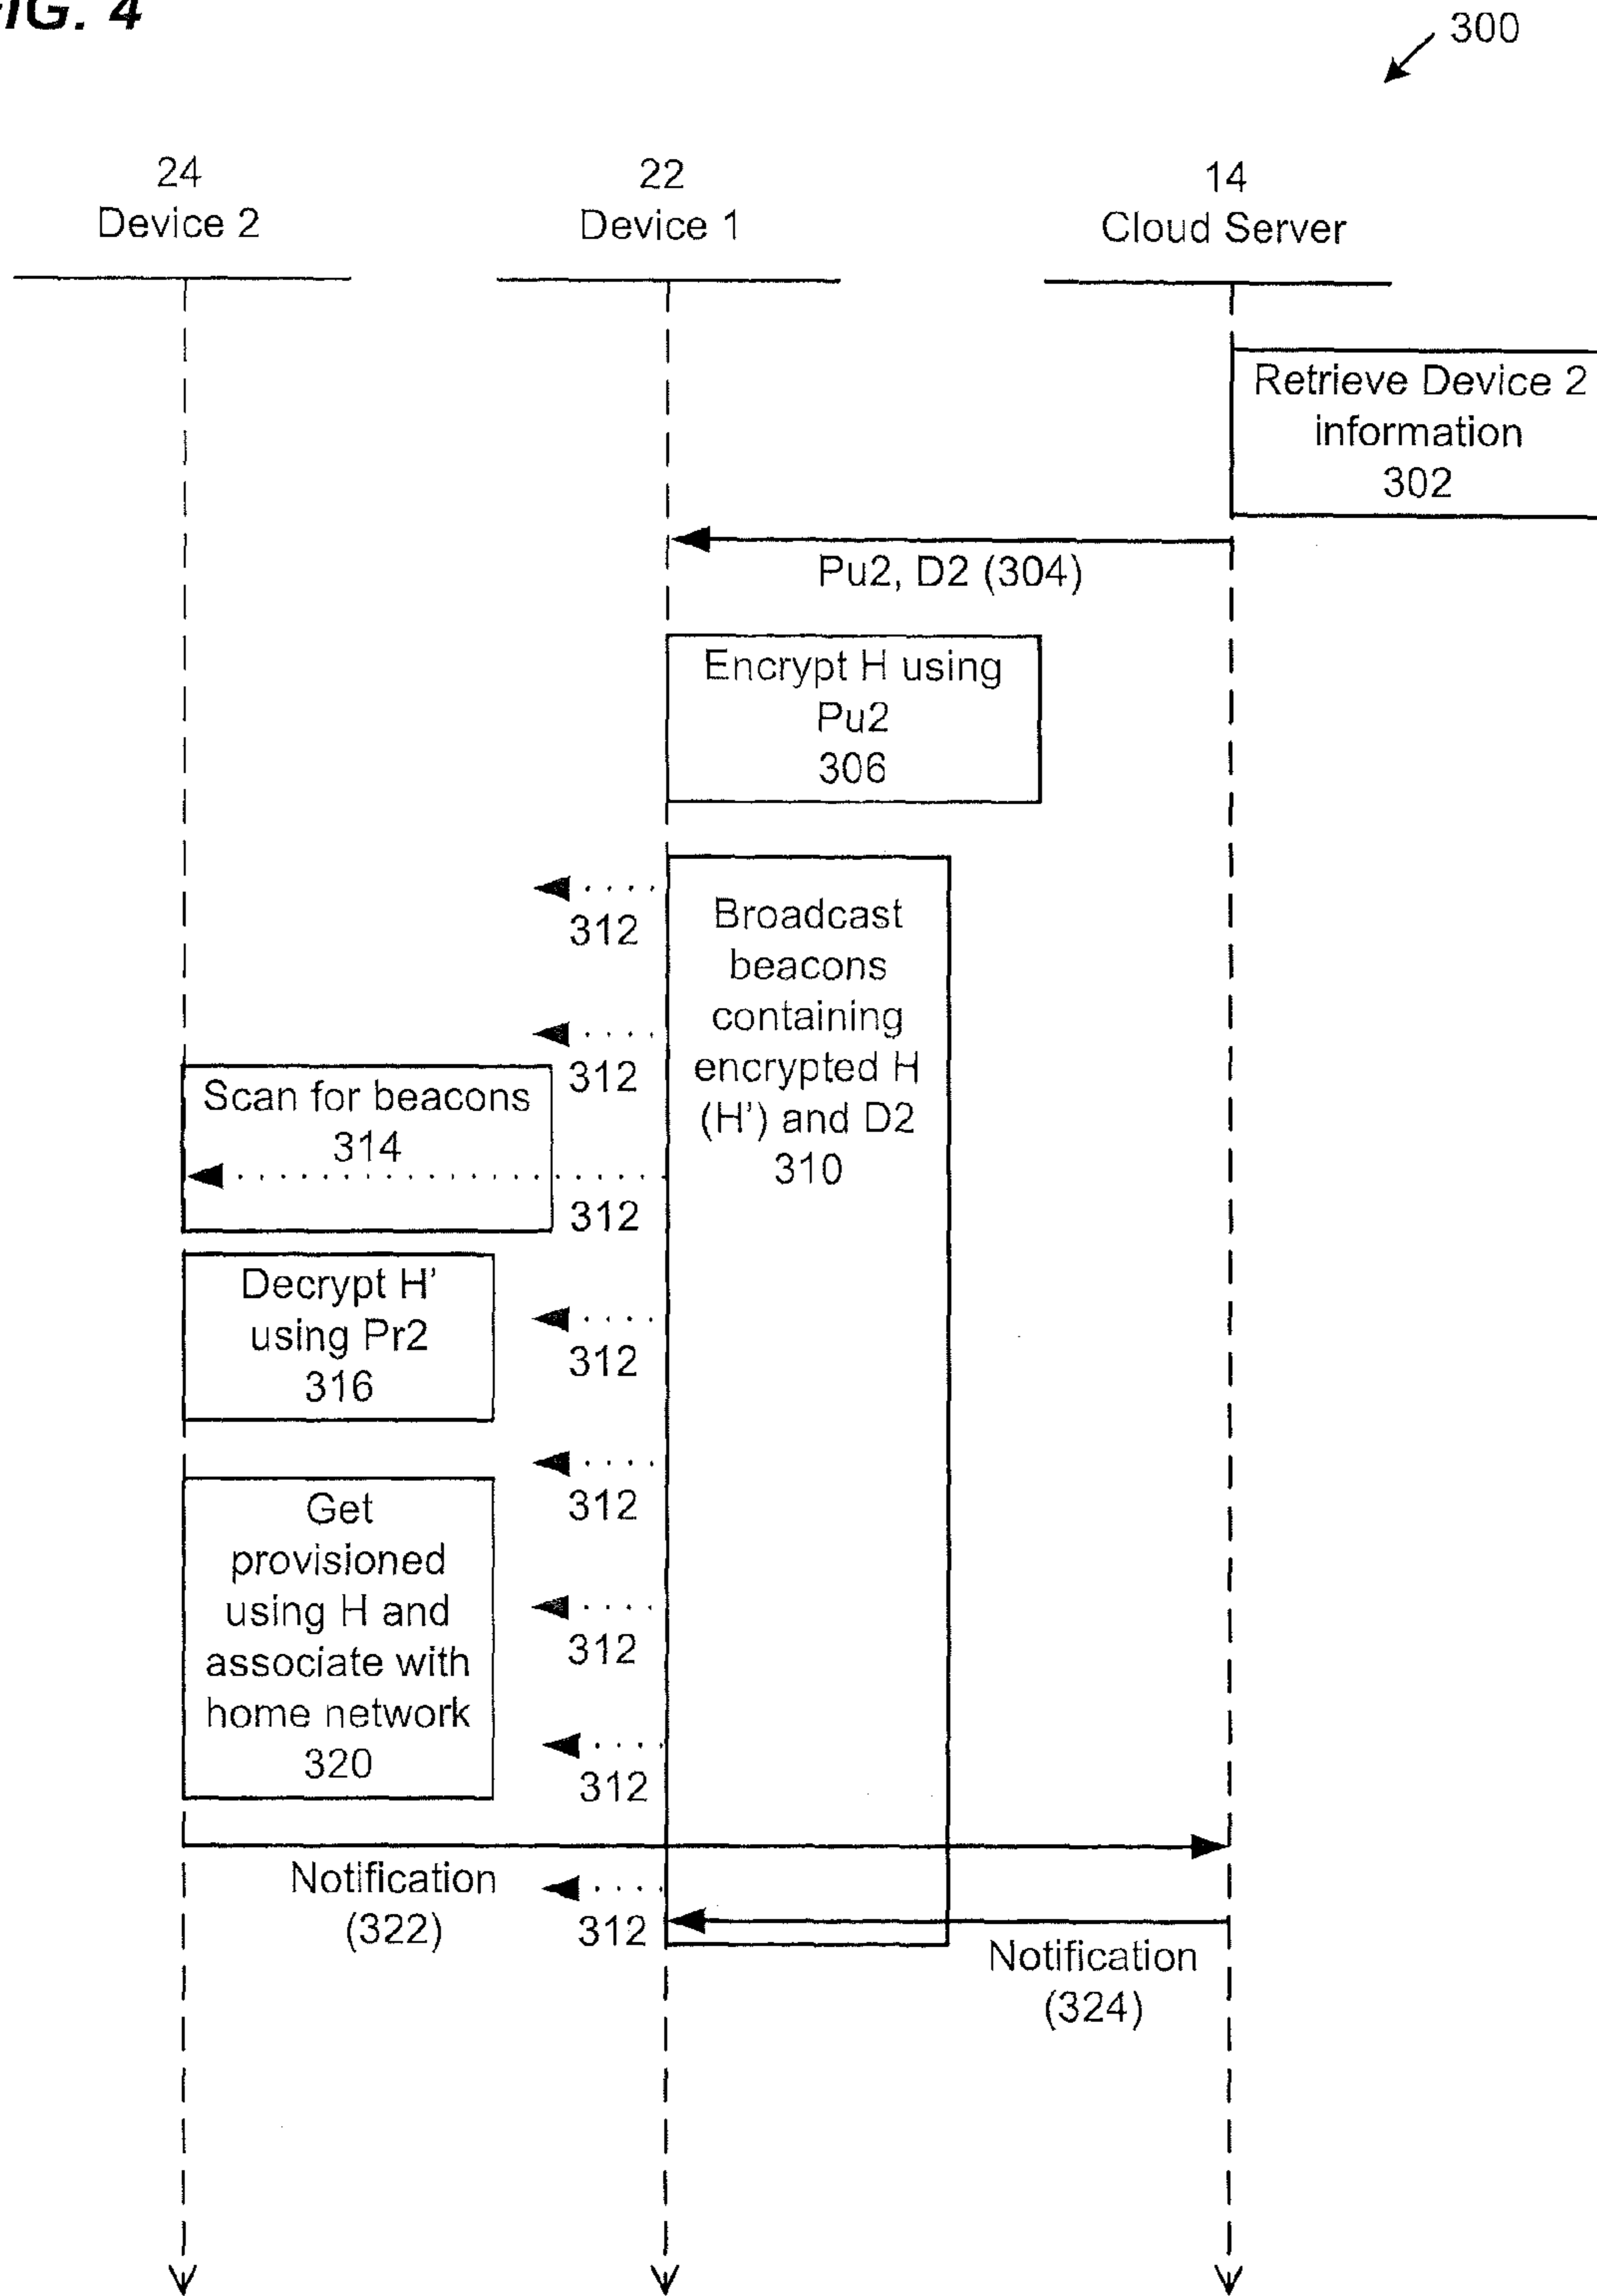 FIG. 4
300
24
Device 2
22
Device 1
14
Cloud Server
Retrieve Device 2
information
302
Pu2, D2 (304)
Encrypt H using
Pu2
306
Broadcast
beacons
containing
encrypted H
(H') and D2
310
312
312
Scan for beacons
314
312
Decrypt H'
using Pr2
316
312
312
Get
provisioned
using H and
associate with
home network
320
312
312
Notification
(322)
312
Notification
(324)